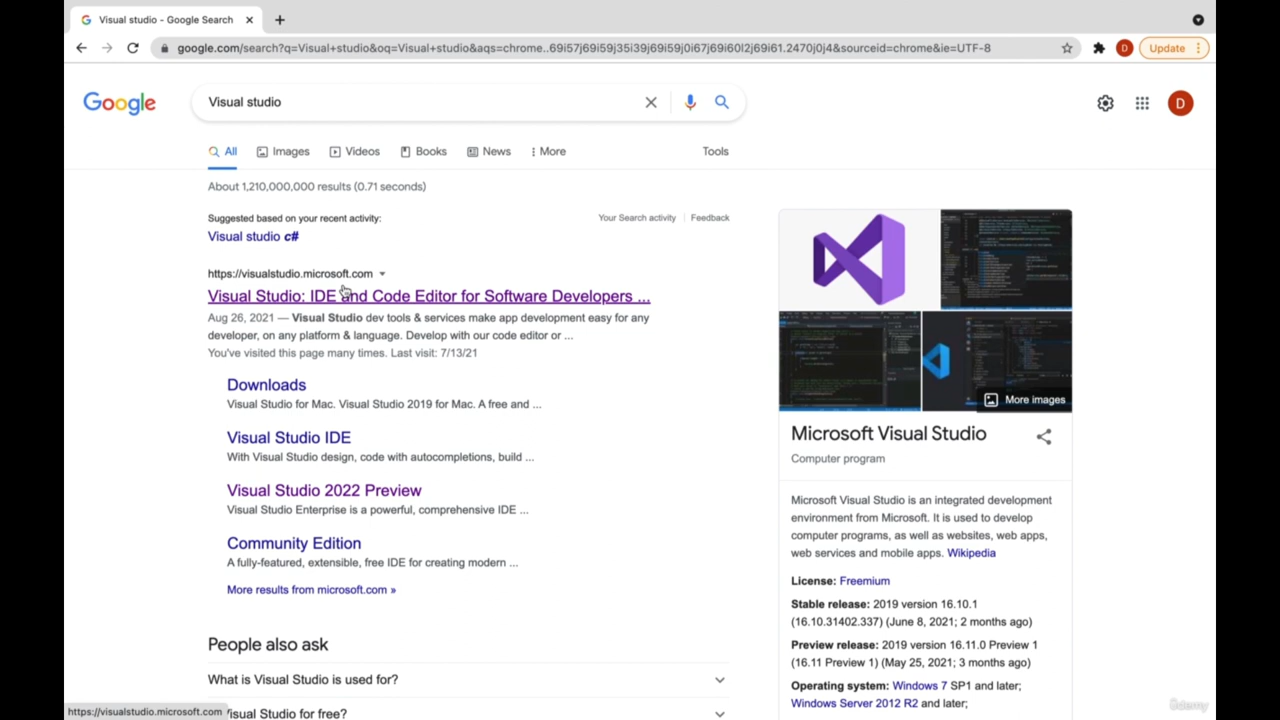 Visual studio - Google Search
google.com/search?q=Visual+studio&oq=Visual+studio&aqs=chrome..69i57j69i59j35i39j69i59j0i67j69i60l2j69i61.2470j0j4&sourceid=chrome&ie=UTF-8
D
Update
Google
Visual studio
D
All
Images
Videos
Books
News
More
Tools
About 1,210,000,000 results (0.71 seconds)
Suggested based on your recent activity:
Your Search activity
Feedback
Visual studio c#
https://visualstudio.microsoft.com
Visual Studio: IDE and Code Editor for Software Developers ...
Aug 26, 2021 — Visual Studio dev tools & services make app development easy for any
developer, on any platform & language. Develop with our code editor or ...
You've visited this page many times. Last visit: 7/13/21
Downloads
Visual Studio for Mac. Visual Studio 2019 for Mac. A free and ...
Visual Studio IDE
With Visual Studio design, code with autocompletions, build ...
Visual Studio 2022 Preview
Visual Studio Enterprise is a powerful, comprehensive IDE ...
Community Edition
A fully-featured, extensible, free IDE for creating modern ...
More results from microsoft.com »
People also ask
What is Visual Studio is used for?
Visual Studio for free?
https://visualstudio.microsoft.com
More images
Microsoft Visual Studio
Computer program
Microsoft Visual Studio is an integrated development
environment from Microsoft. It is used to develop
computer programs, as well as websites, web apps,
web services and mobile apps. Wikipedia
License: Freemium
Stable release: 2019 version 16.10.1
(16.10.31402.337) (June 8, 2021; 2 months ago)
Preview release: 2019 version 16.11.0 Preview 1
(16.11 Preview 1) (May 25, 2021; 3 months ago)
Operating system: Windows 7 SP1 and later;
Windows Server 2012 R2 and later;
ûdemy